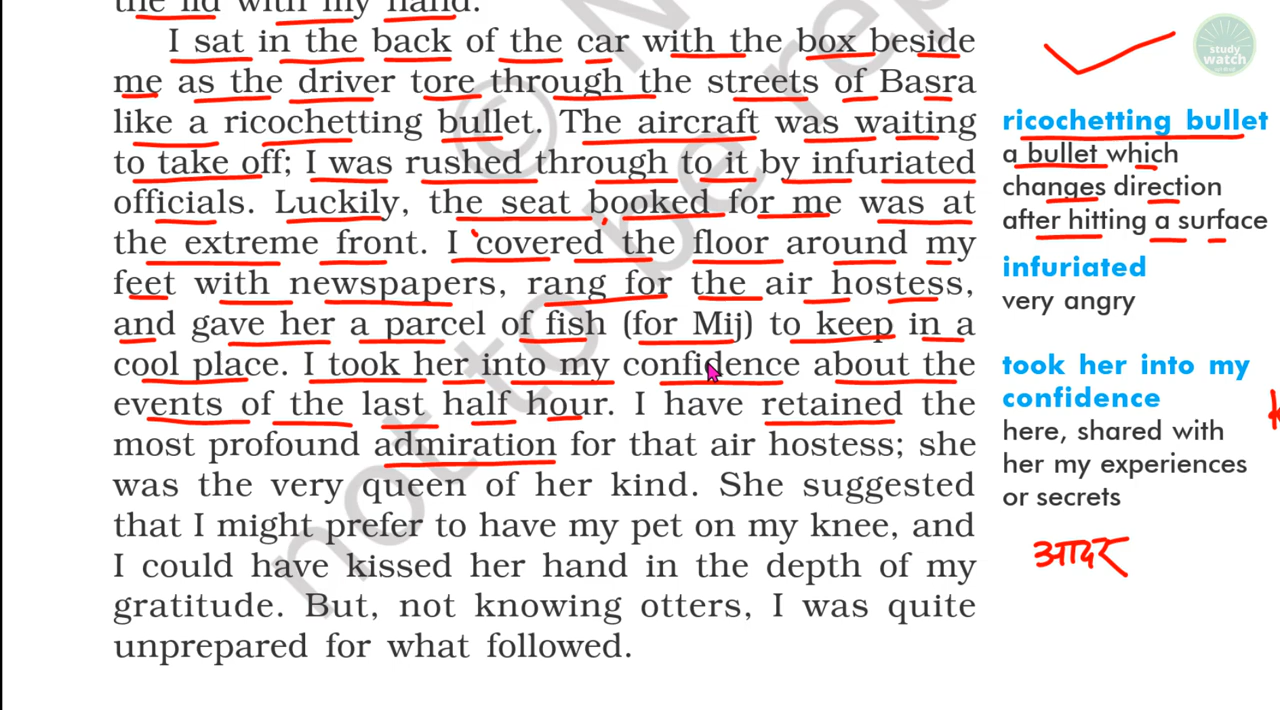 the lid with my hand.
I sat in the back of the car with the box beside
me as the driver tore through the streets of Basra
like a ricochetting bullet. The aircraft was waiting
to take off; I was rushed through to it by infuriated
officials. Luckily, the seat booked for me was at
the extreme front. I covered the floor around my
feet with newspapers, rang for the air hostess,
and gave her a parcel of fish (for Mij) to keep in a
cool place. I took her into my confidence about the
events of the last half hour. I have retained the
most profound admiration for that air hostess; she
was the very queen of her kind. She suggested
that I might prefer to have my pet on my knee, and
I could have kissed her hand in the depth of my
gratitude. But, not knowing otters, I was quite
unprepared for what followed.
study
watch
ricochetting bullet
a bullet which
changes direction
after hitting a surface
infuriated
very angry
took her into my
confidence
here, shared with
her my experiences
or secrets
आदर
© N
not to be rep